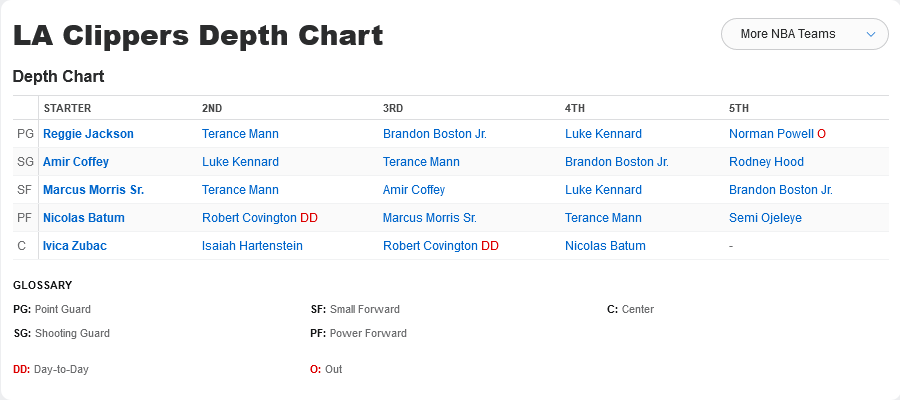 LA Clippers Depth Chart
More NBA Teams
Depth Chart
STARTER 2ND 3RD 4TH 5TH
PG Reggie Jackson Terance Mann Brandon Boston Jr. Luke Kennard Norman Powell O
SG Amir Coffey Luke Kennard Terance Mann Brandon Boston Jr. Rodney Hood
SF Marcus Morris Sr. Terance Mann Amir Coffey Luke Kennard Brandon Boston Jr.
PF Nicolas Batum Robert Covington DD Marcus Morris Sr. Terance Mann Semi Ojeleye
C Ivica Zubac Isaiah Hartenstein Robert Covington DD Nicolas Batum -
GLOSSARY
PG: Point Guard SF: Small Forward C: Center
SG: Shooting Guard PF: Power Forward
DD: Day-to-Day O: Out